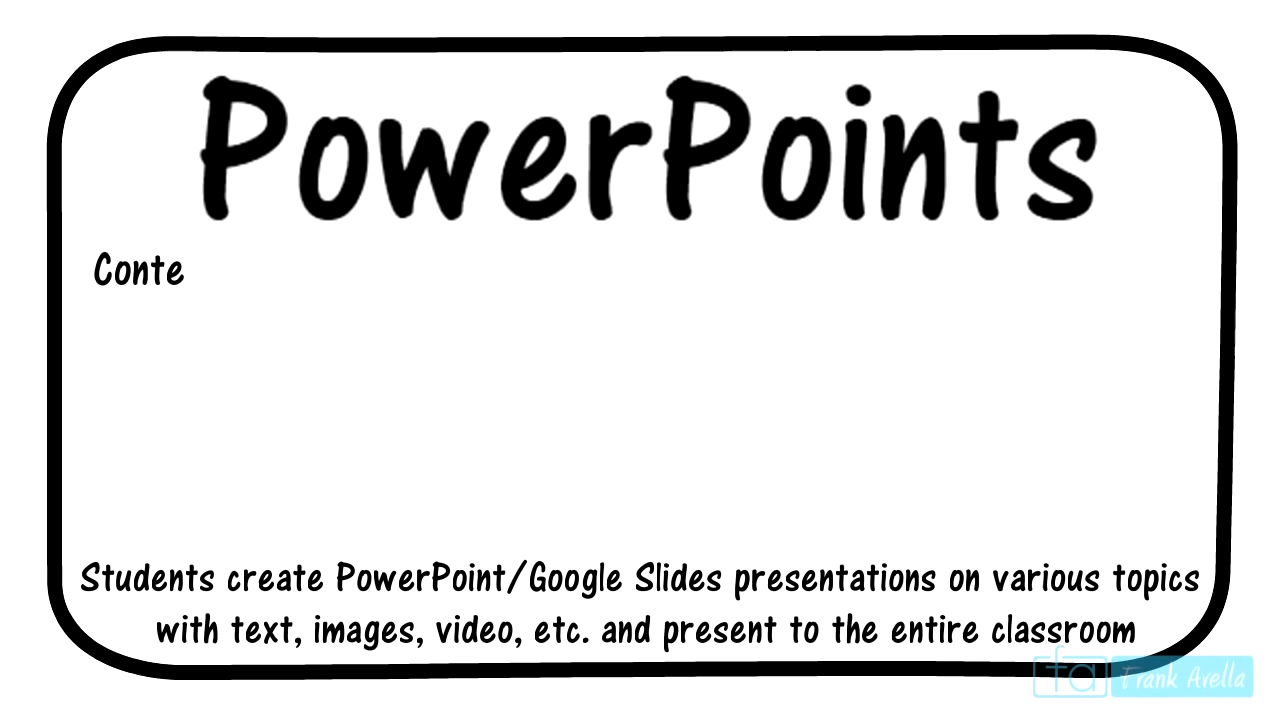 PowerPoints
Conte
Students create PowerPoint/Google Slides presentations on various topics
with text, images, video, etc. and present to the entire classroom
fa Frank Avella